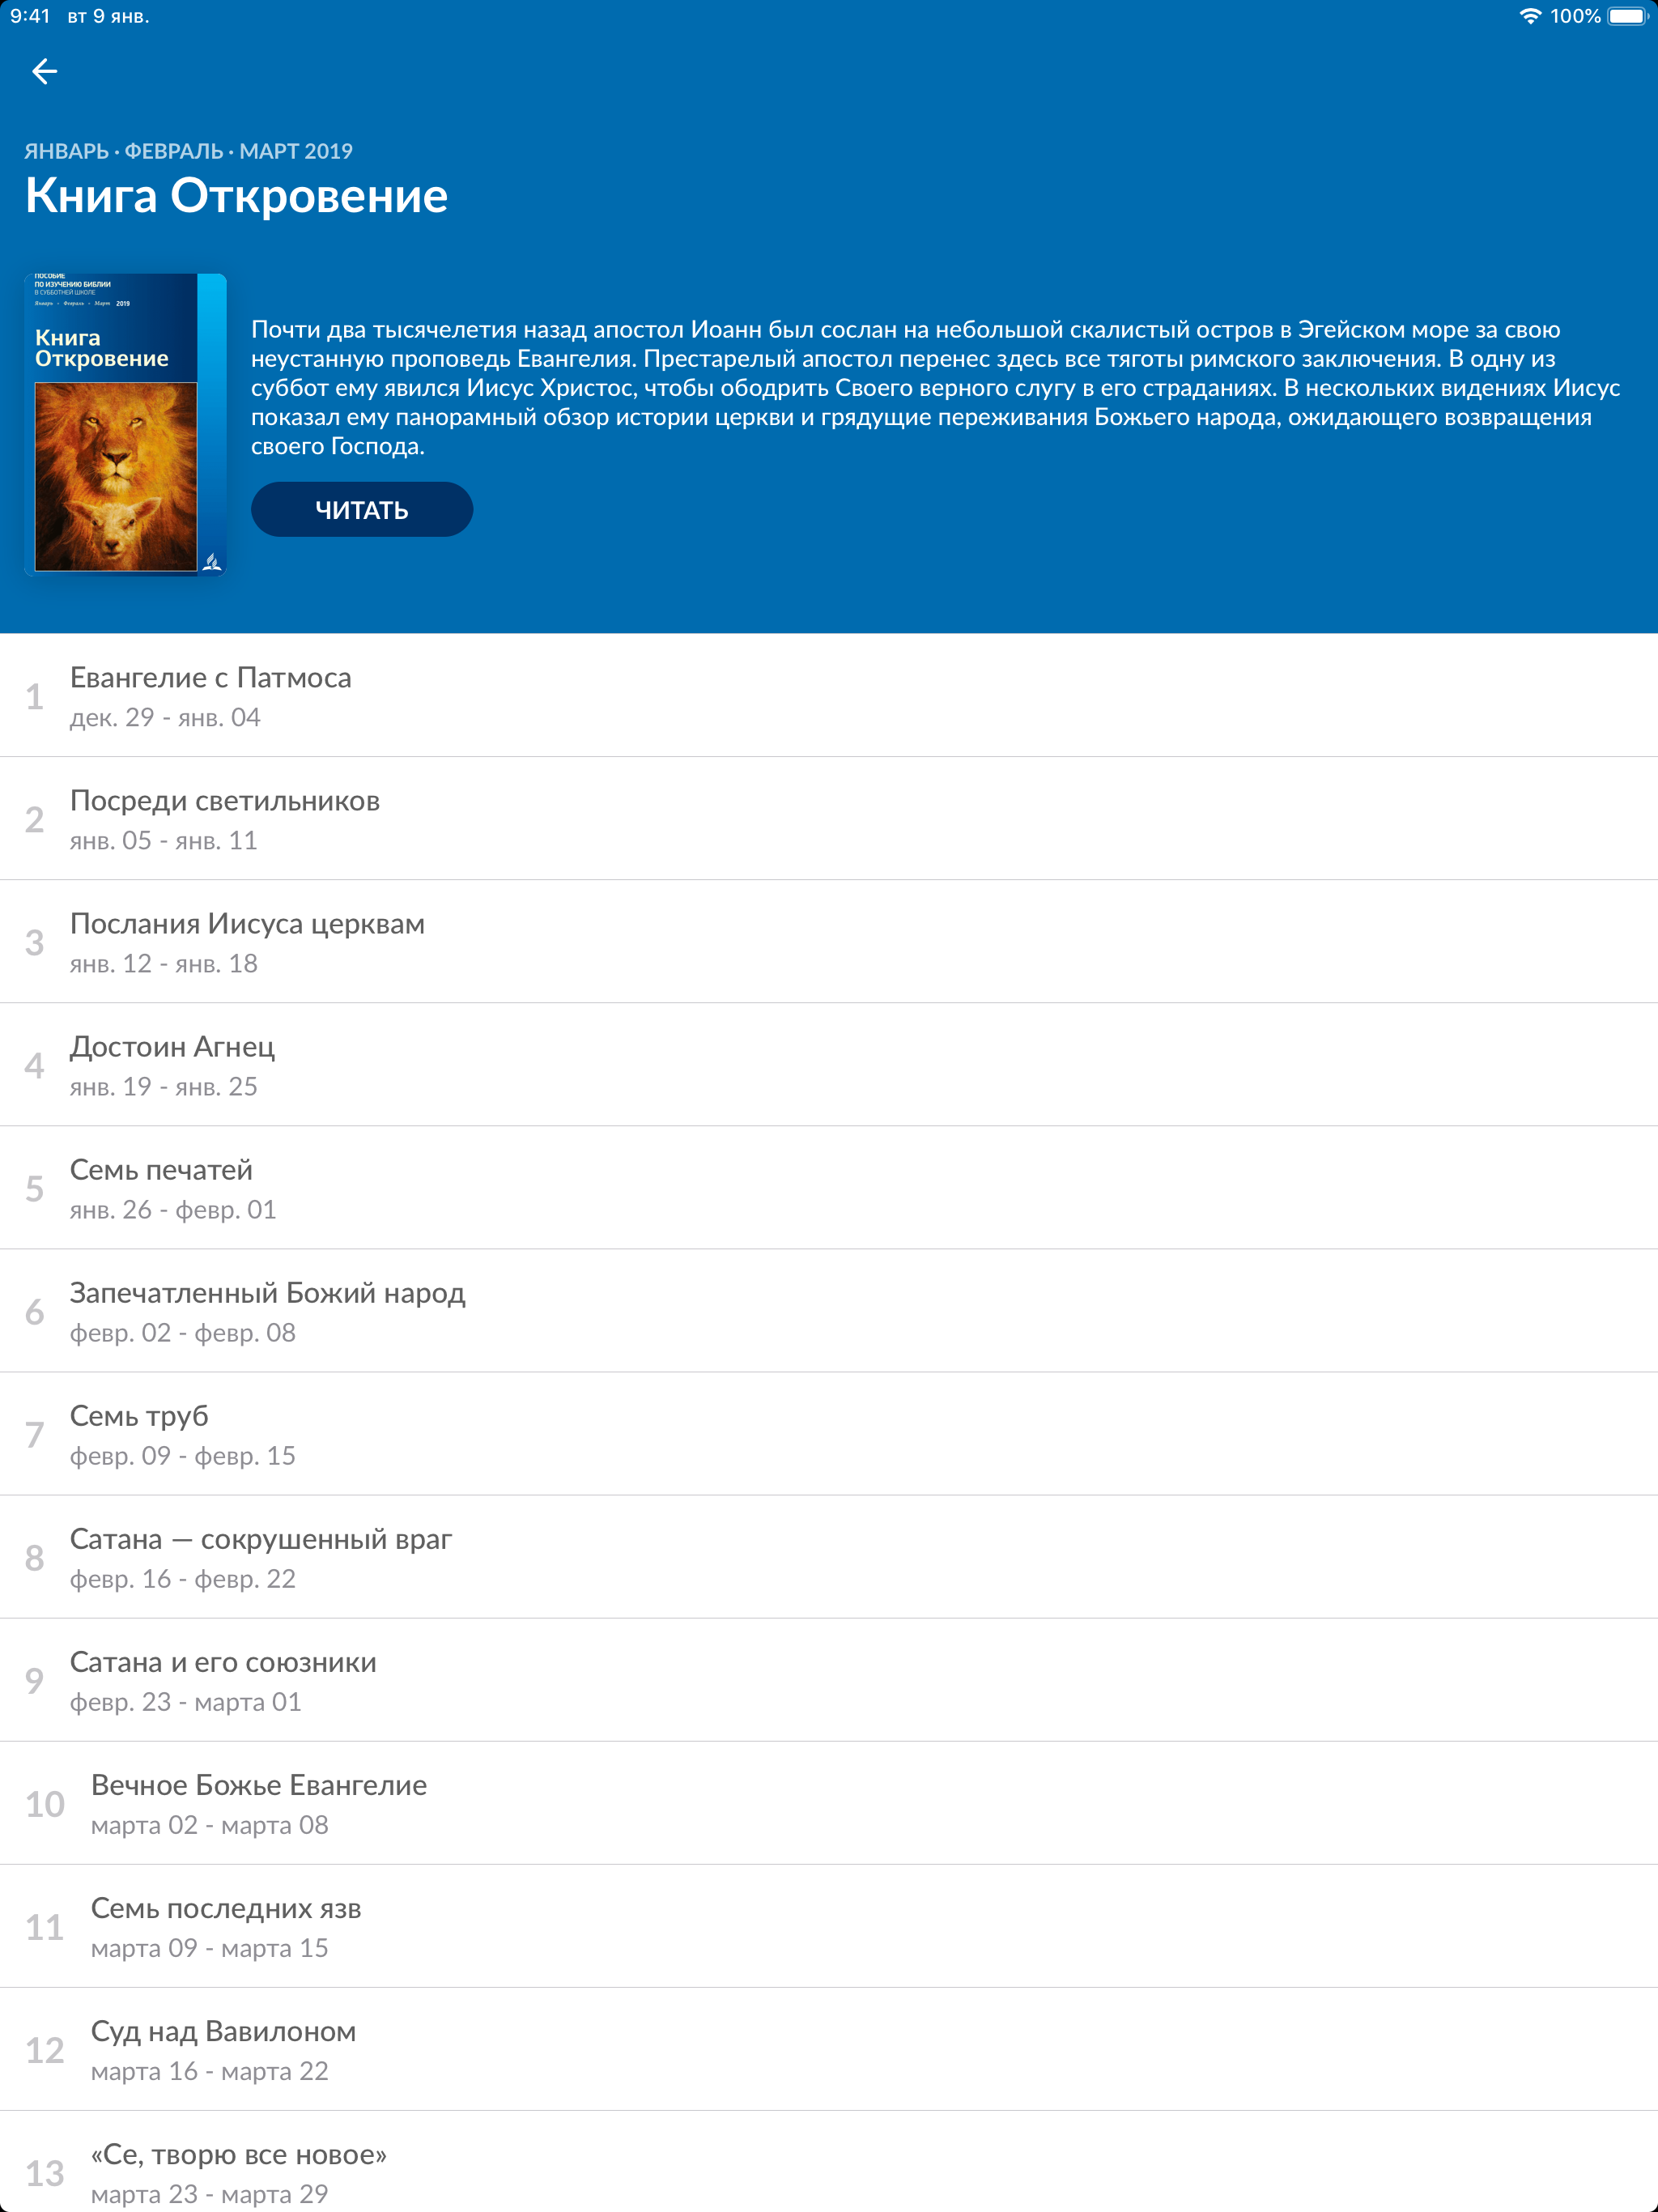 9:41 вт 9 янв. 100%
ЯНВАРЬ · ФЕВРАЛЬ · МАРТ 2019
Книга Откровение
ПОСОБИЕ
ПО ИЗУЧЕНИЮ БИБЛИИ
В СУББОТНЕЙ ШКОЛЕ
Январь • Февраль • Март 2019
Книга
Откровение
Почти два тысячелетия назад апостол Иоанн был сослан на небольшой скалистый остров в Эгейском море за свою
неустанную проповедь Евангелия. Престарелый апостол перенес здесь все тяготы римского заключения. В одну из
суббот ему явился Иисус Христос, чтобы ободрить Своего верного слугу в его страданиях. В нескольких видениях Иисус
показал ему панорамный обзор истории церкви и грядущие переживания Божьего народа, ожидающего возвращения
своего Господа.
ЧИТАТЬ
1 Евангелие с Патмоса
дек. 29 - янв. 04
2 Посреди светильников
янв. 05 - янв. 11
3 Послания Иисуса церквам
янв. 12 - янв. 18
4 Достоин Агнец
янв. 19 - янв. 25
5 Семь печатей
янв. 26 - февр. 01
6 Запечатленный Божий народ
февр. 02 - февр. 08
7 Семь труб
февр. 09 - февр. 15
8 Сатана — сокрушенный враг
февр. 16 - февр. 22
9 Сатана и его союзники
февр. 23 - марта 01
10 Вечное Божье Евангелие
марта 02 - марта 08
11 Семь последних язв
марта 09 - марта 15
12 Суд над Вавилоном
марта 16 - марта 22
13 «Се, творю все новое»
марта 23 - марта 29